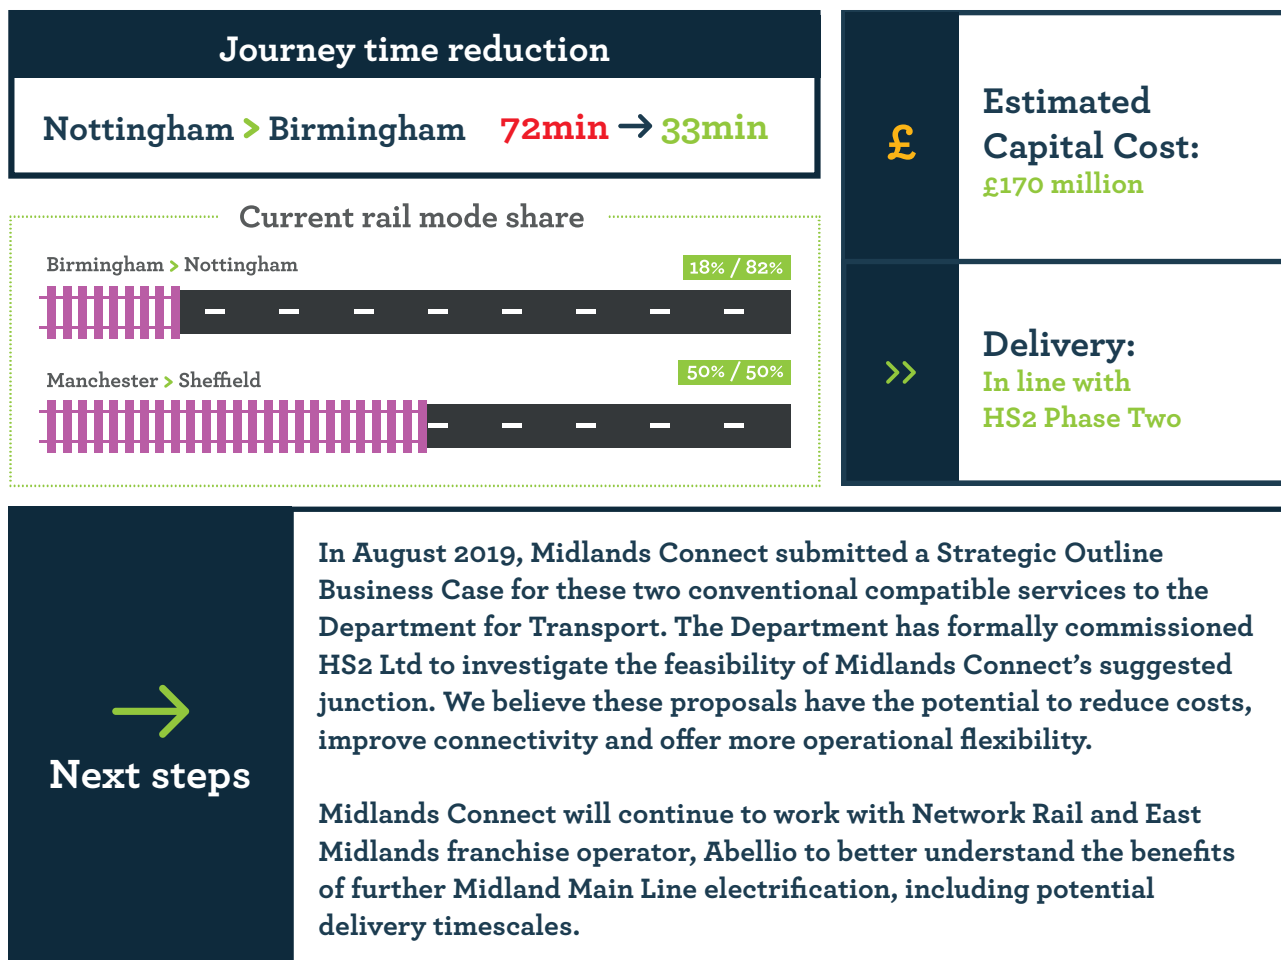 Journey time reduction
Nottingham > Birmingham 72min → 33min
Current rail mode share
Birmingham > Nottingham
18% / 82%
Manchester > Sheffield
50% / 50%
£
Estimated
Capital Cost:
£170 million
Delivery:
In line with
HS2 Phase Two
Next steps
In August 2019, Midlands Connect submitted a Strategic Outline
Business Case for these two conventional compatible services to the
Department for Transport. The Department has formally commissioned
HS2 Ltd to investigate the feasibility of Midlands Connect’s suggested
junction. We believe these proposals have the potential to reduce costs,
improve connectivity and offer more operational flexibility.
Midlands Connect will continue to work with Network Rail and East
Midlands franchise operator, Abellio to better understand the benefits
of further Midland Main Line electrification, including potential
delivery timescales.